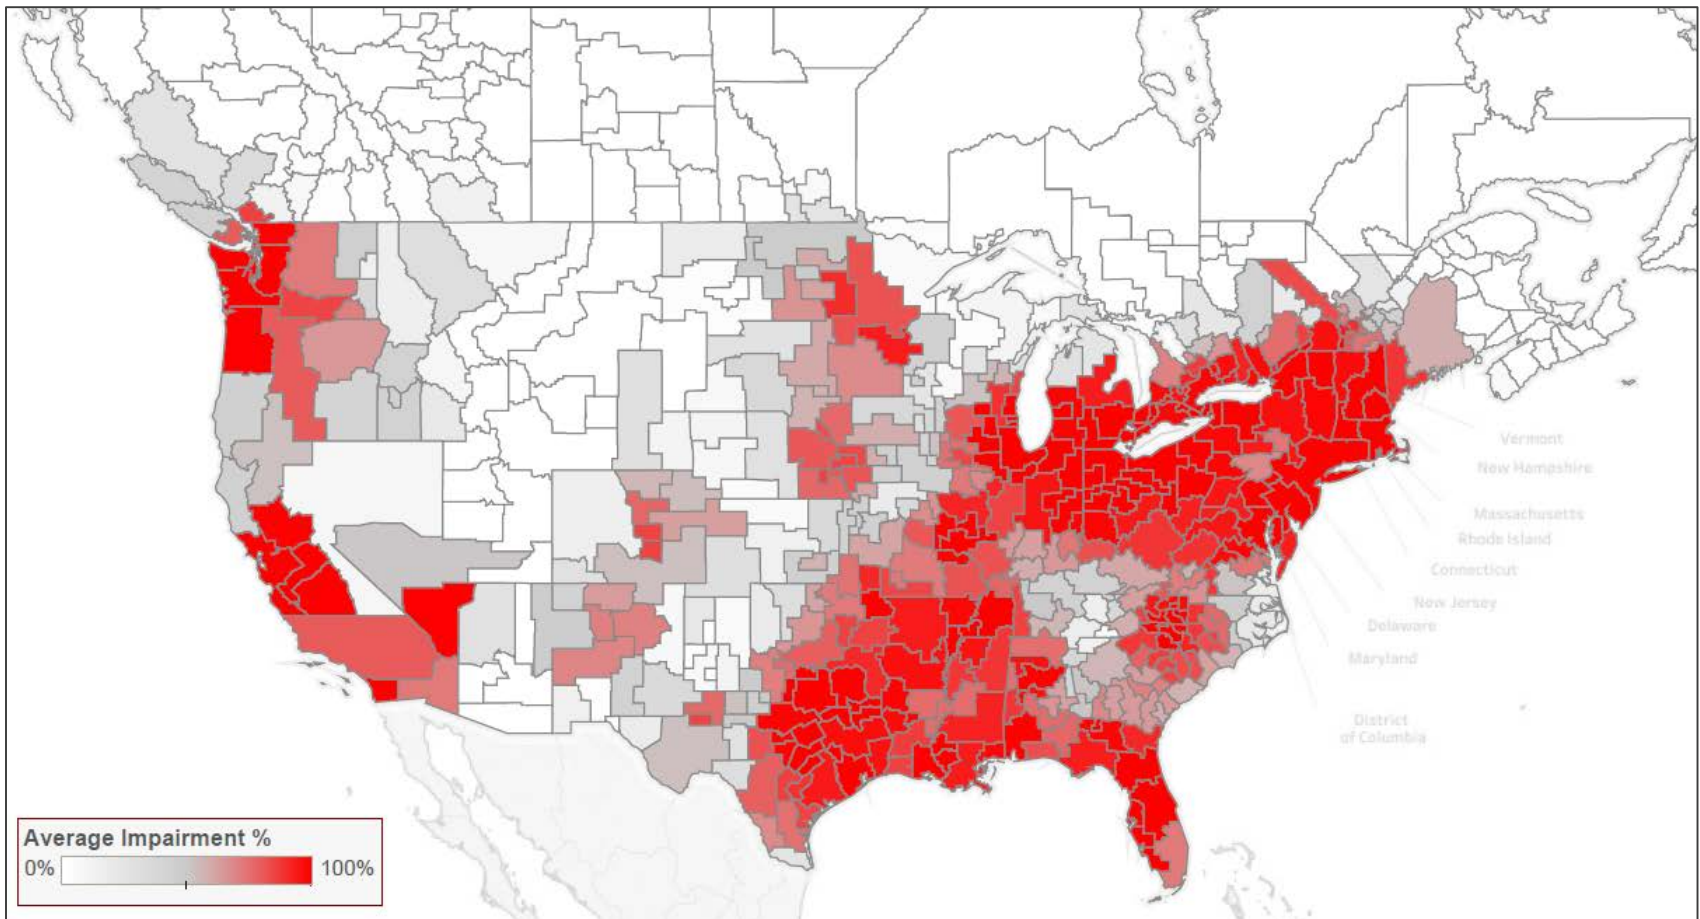 Vermont
New Hampshire
Massachusetts
Rhode Island
Connecticut
New Jersey
Delaware
Maryland
District
of Columbia
Average Impairment %
0%
100%